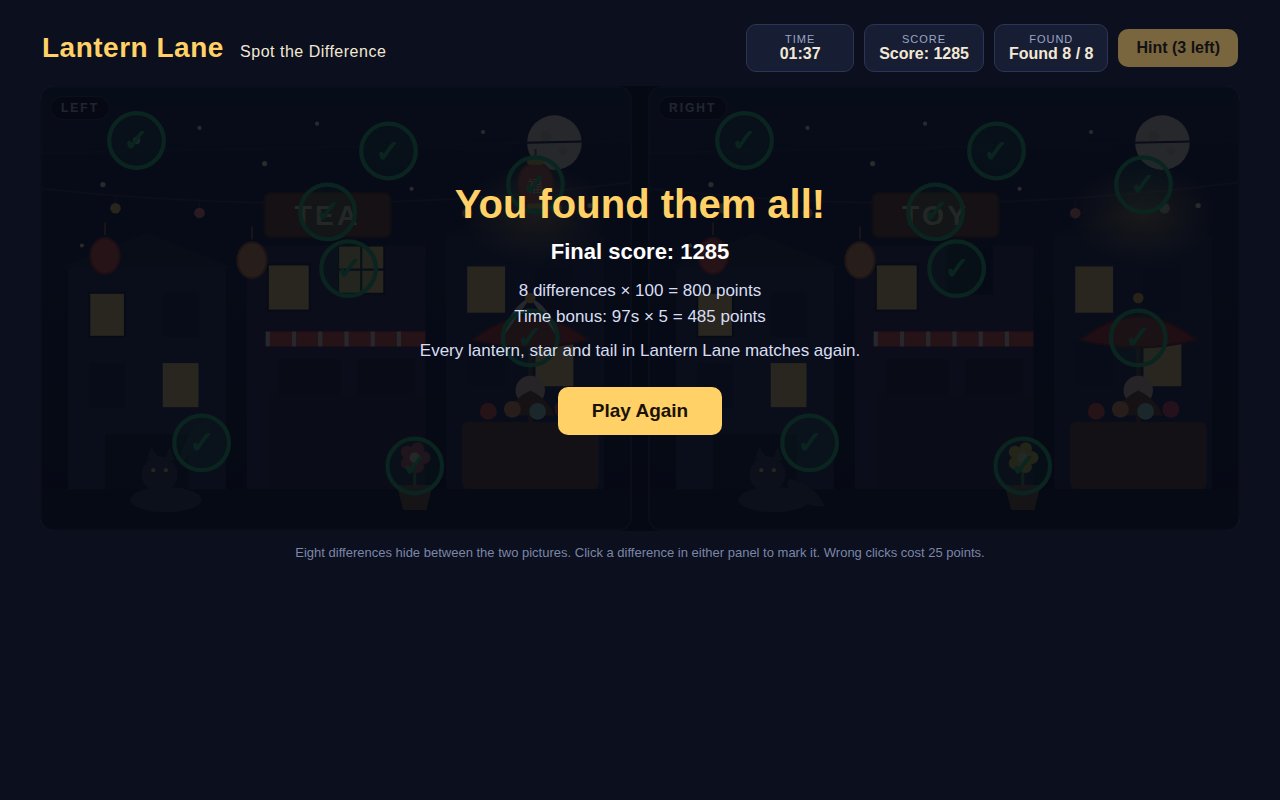 Lantern Lane Spot the Difference
TIME
01:37
SCORE
Score: 1285
FOUND
Found 8 / 8
Hint (3 left)
LEFT
RIGHT
TEA
TOY
You found them all!
Final score: 1285
8 differences × 100 = 800 points
Time bonus: 97s × 5 = 485 points
Every lantern, star and tail in Lantern Lane matches again.
Play Again
Eight differences hide between the two pictures. Click a difference in either panel to mark it. Wrong clicks cost 25 points.